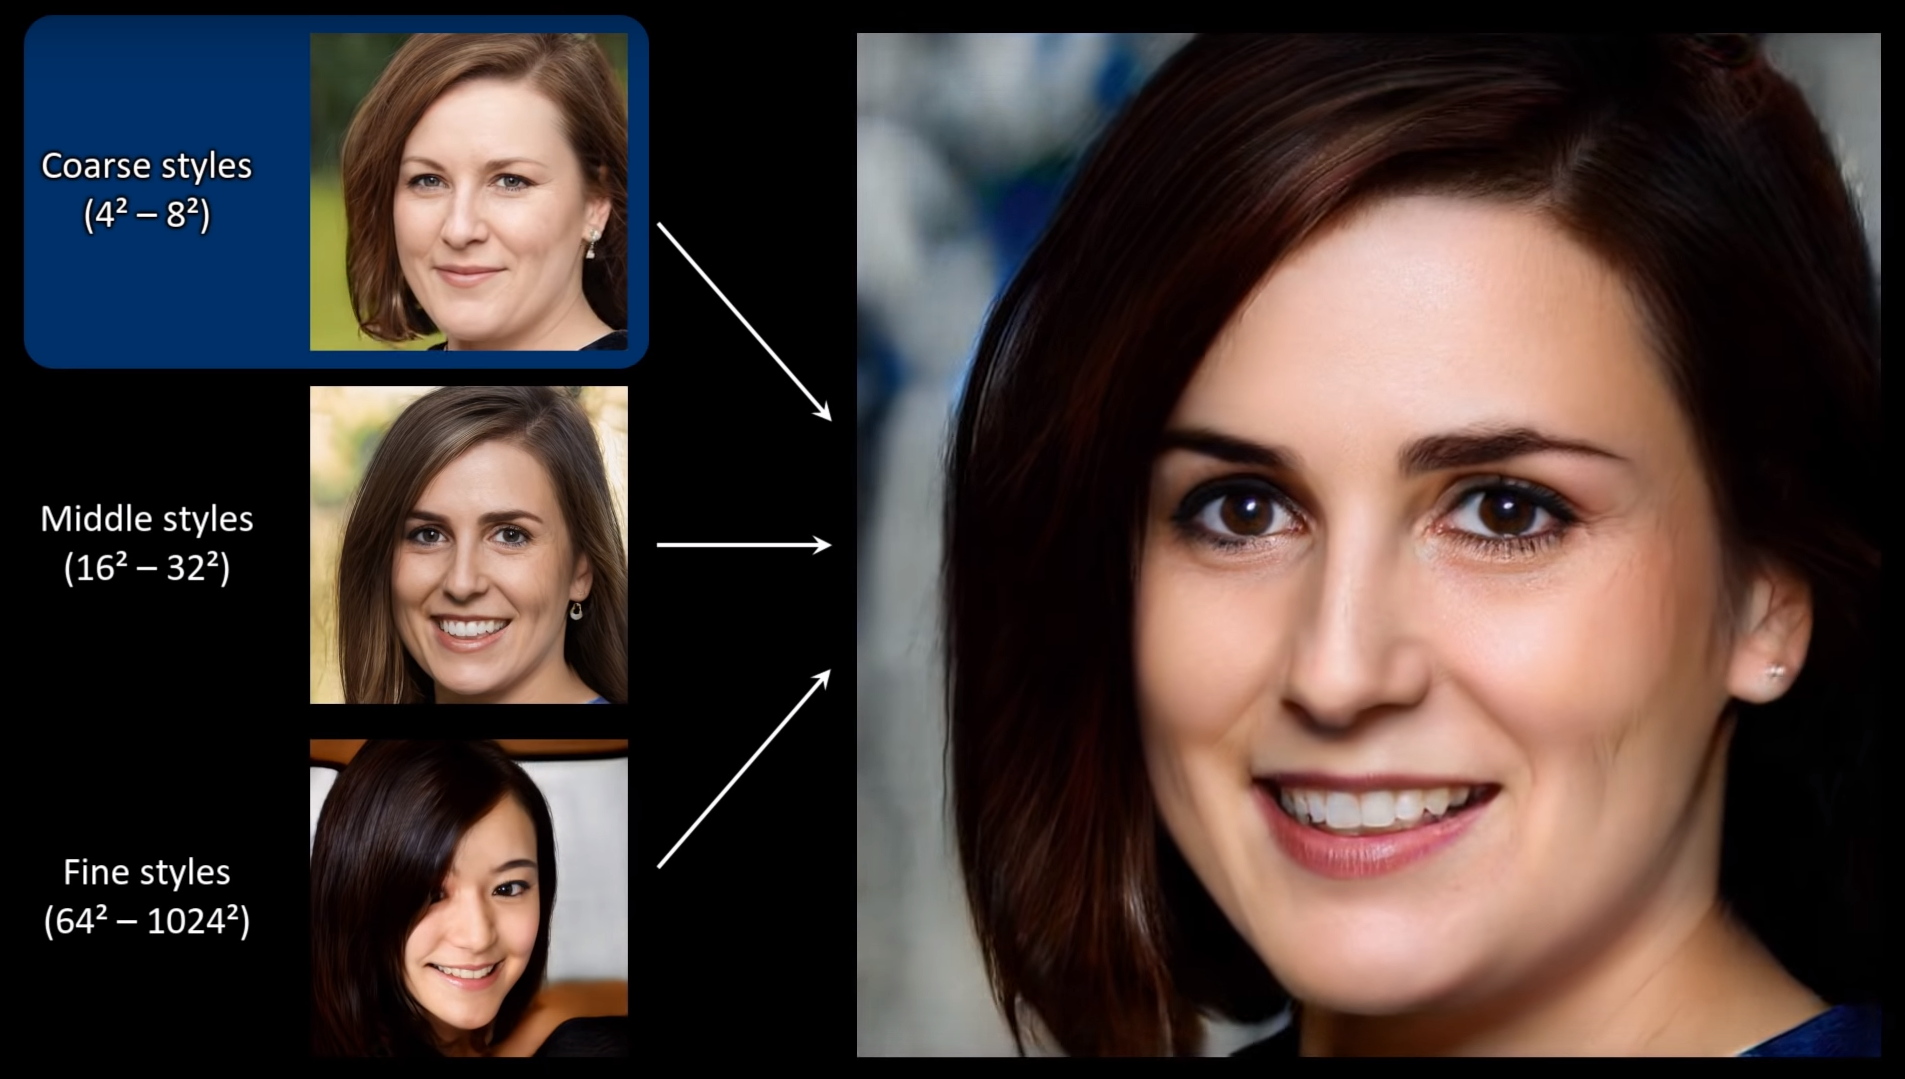 Coarse styles
(4² – 8²)
Middle styles
(16² – 32²)
Fine styles
(64² – 1024²)